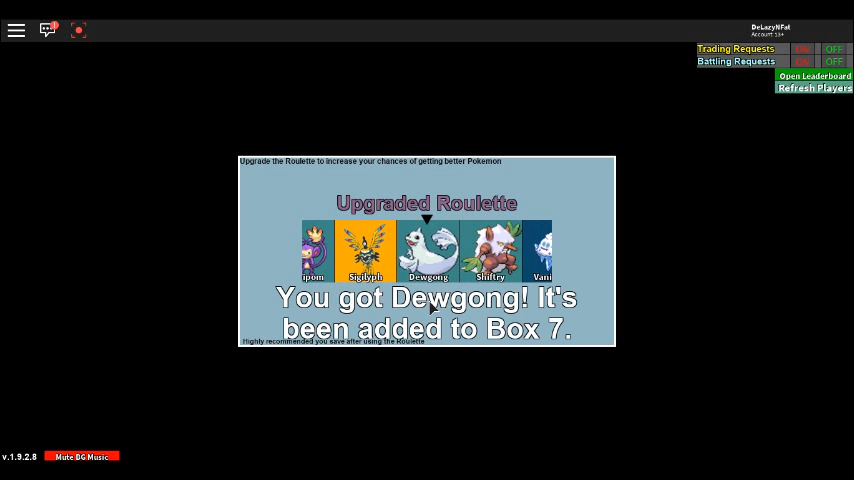 DeLazyNFat
Account: 13+
Trading Requests ON OFF
Battling Requests ON OFF
Open Leaderboard
Refresh Players
Upgrade the Roulette to increase your chances of getting better Pokemon
Upgraded Roulette
ipom Sigilyph Dewgong Shiftry Vani
You got Dewgong! It's
been added to Box 7.
Highly recommended you save after using the Roulette
v.1.9.2.8 Mute BG Music